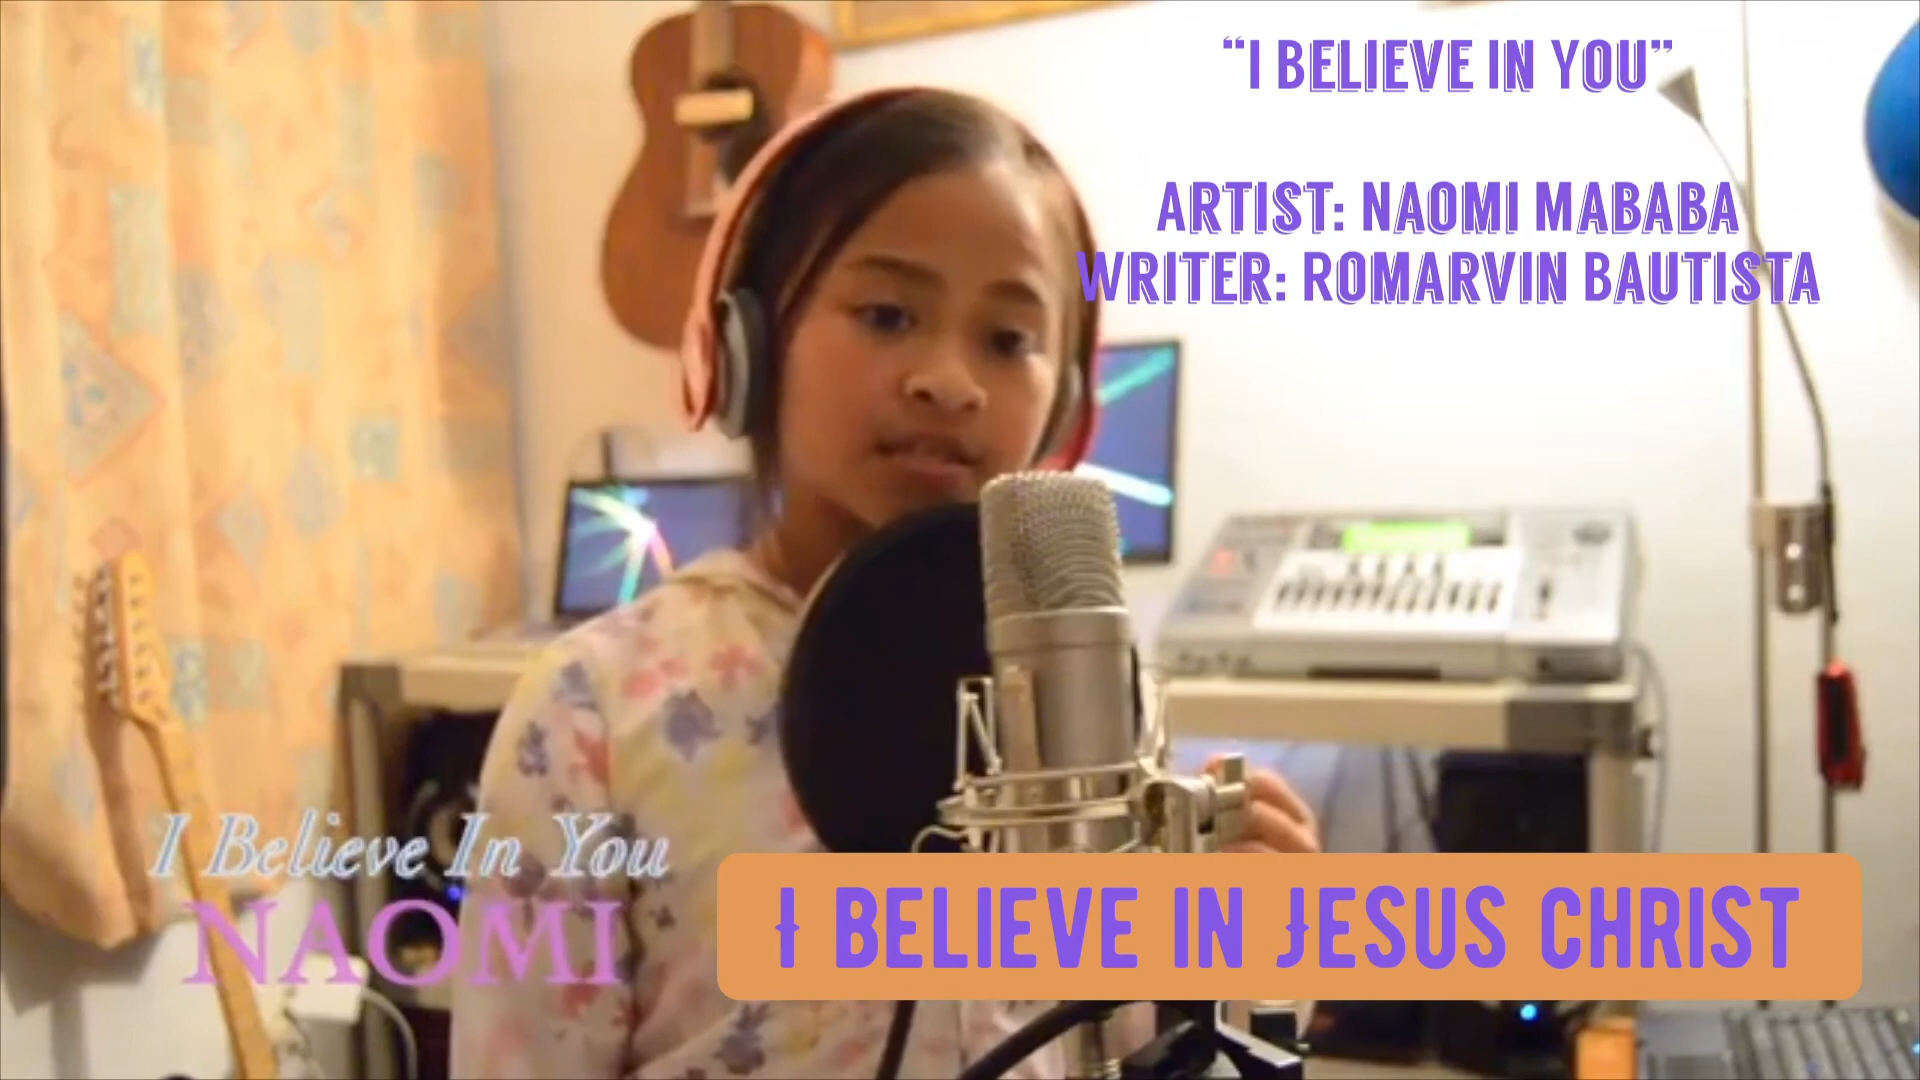 “I BELIEVE IN YOU”
ARTIST: NAOMI MABABA
WRITER: ROMARVIN BAUTISTA
I Believe In You
NAOMI
I BELIEVE IN JESUS CHRIST